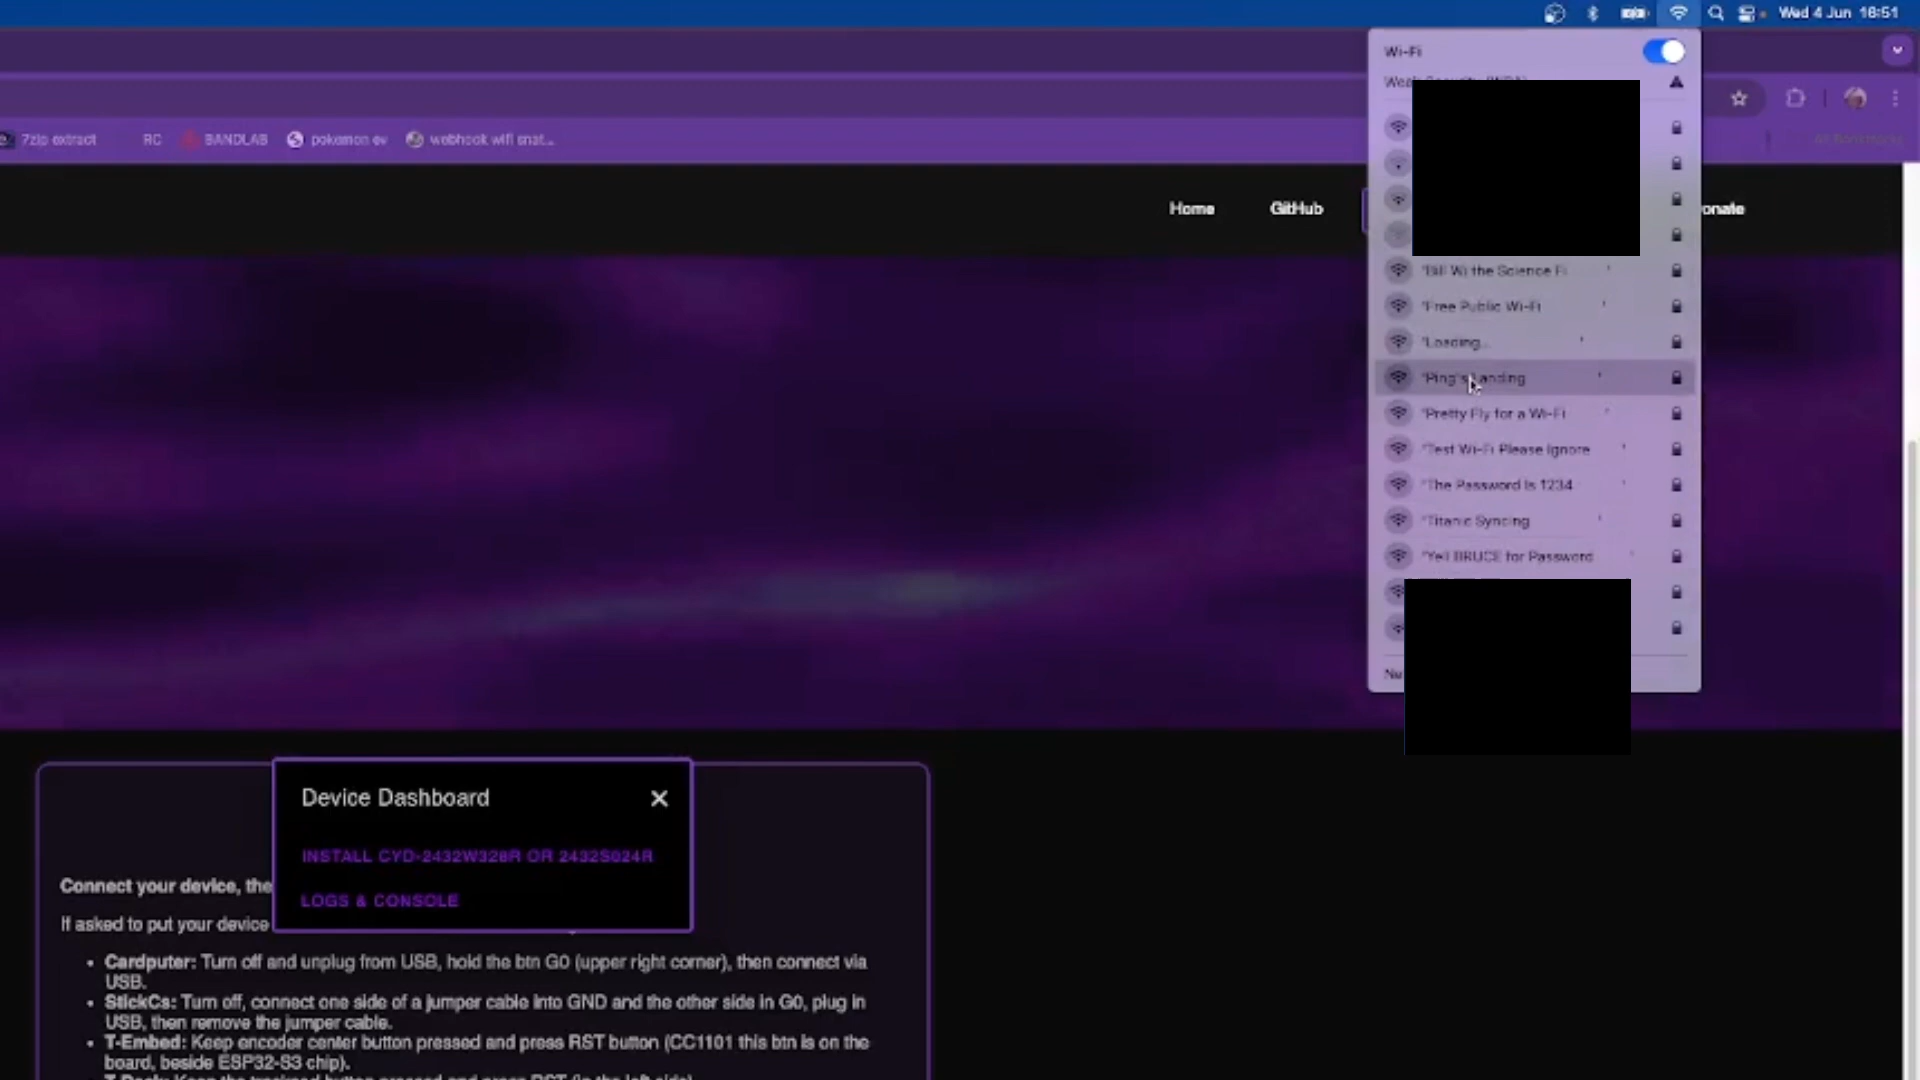 Wed 4 Jun 18:51
Wi-Fi
7zip extract RC BANDLAB pokemon ev webhook wifi smat...
Home GitHub onate
"Bill Wi the Science Fi "
"Free Public Wi-Fi "
"Loading... "
"Ping's Landing "
"Pretty Fly for a Wi-Fi "
"Test Wi-Fi Please Ignore "
"The Password Is 1234 "
"Titanic Syncing "
"Yell BRUCE for Password "
Device Dashboard
INSTALL CYD-2432W328R OR 2432S024R
LOGS & CONSOLE
Connect your device, the
If asked to put your device
• Cardputer: Turn off and unplug from USB, hold the btn G0 (upper right corner), then connect via
USB.
• StickCs: Turn off, connect one side of a jumper cable into GND and the other side in G0, plug in
USB, then remove the jumper cable.
• T-Embed: Keep encoder center button pressed and press RST button (CC1101 this btn is on the
board, beside ESP32-S3 chip).